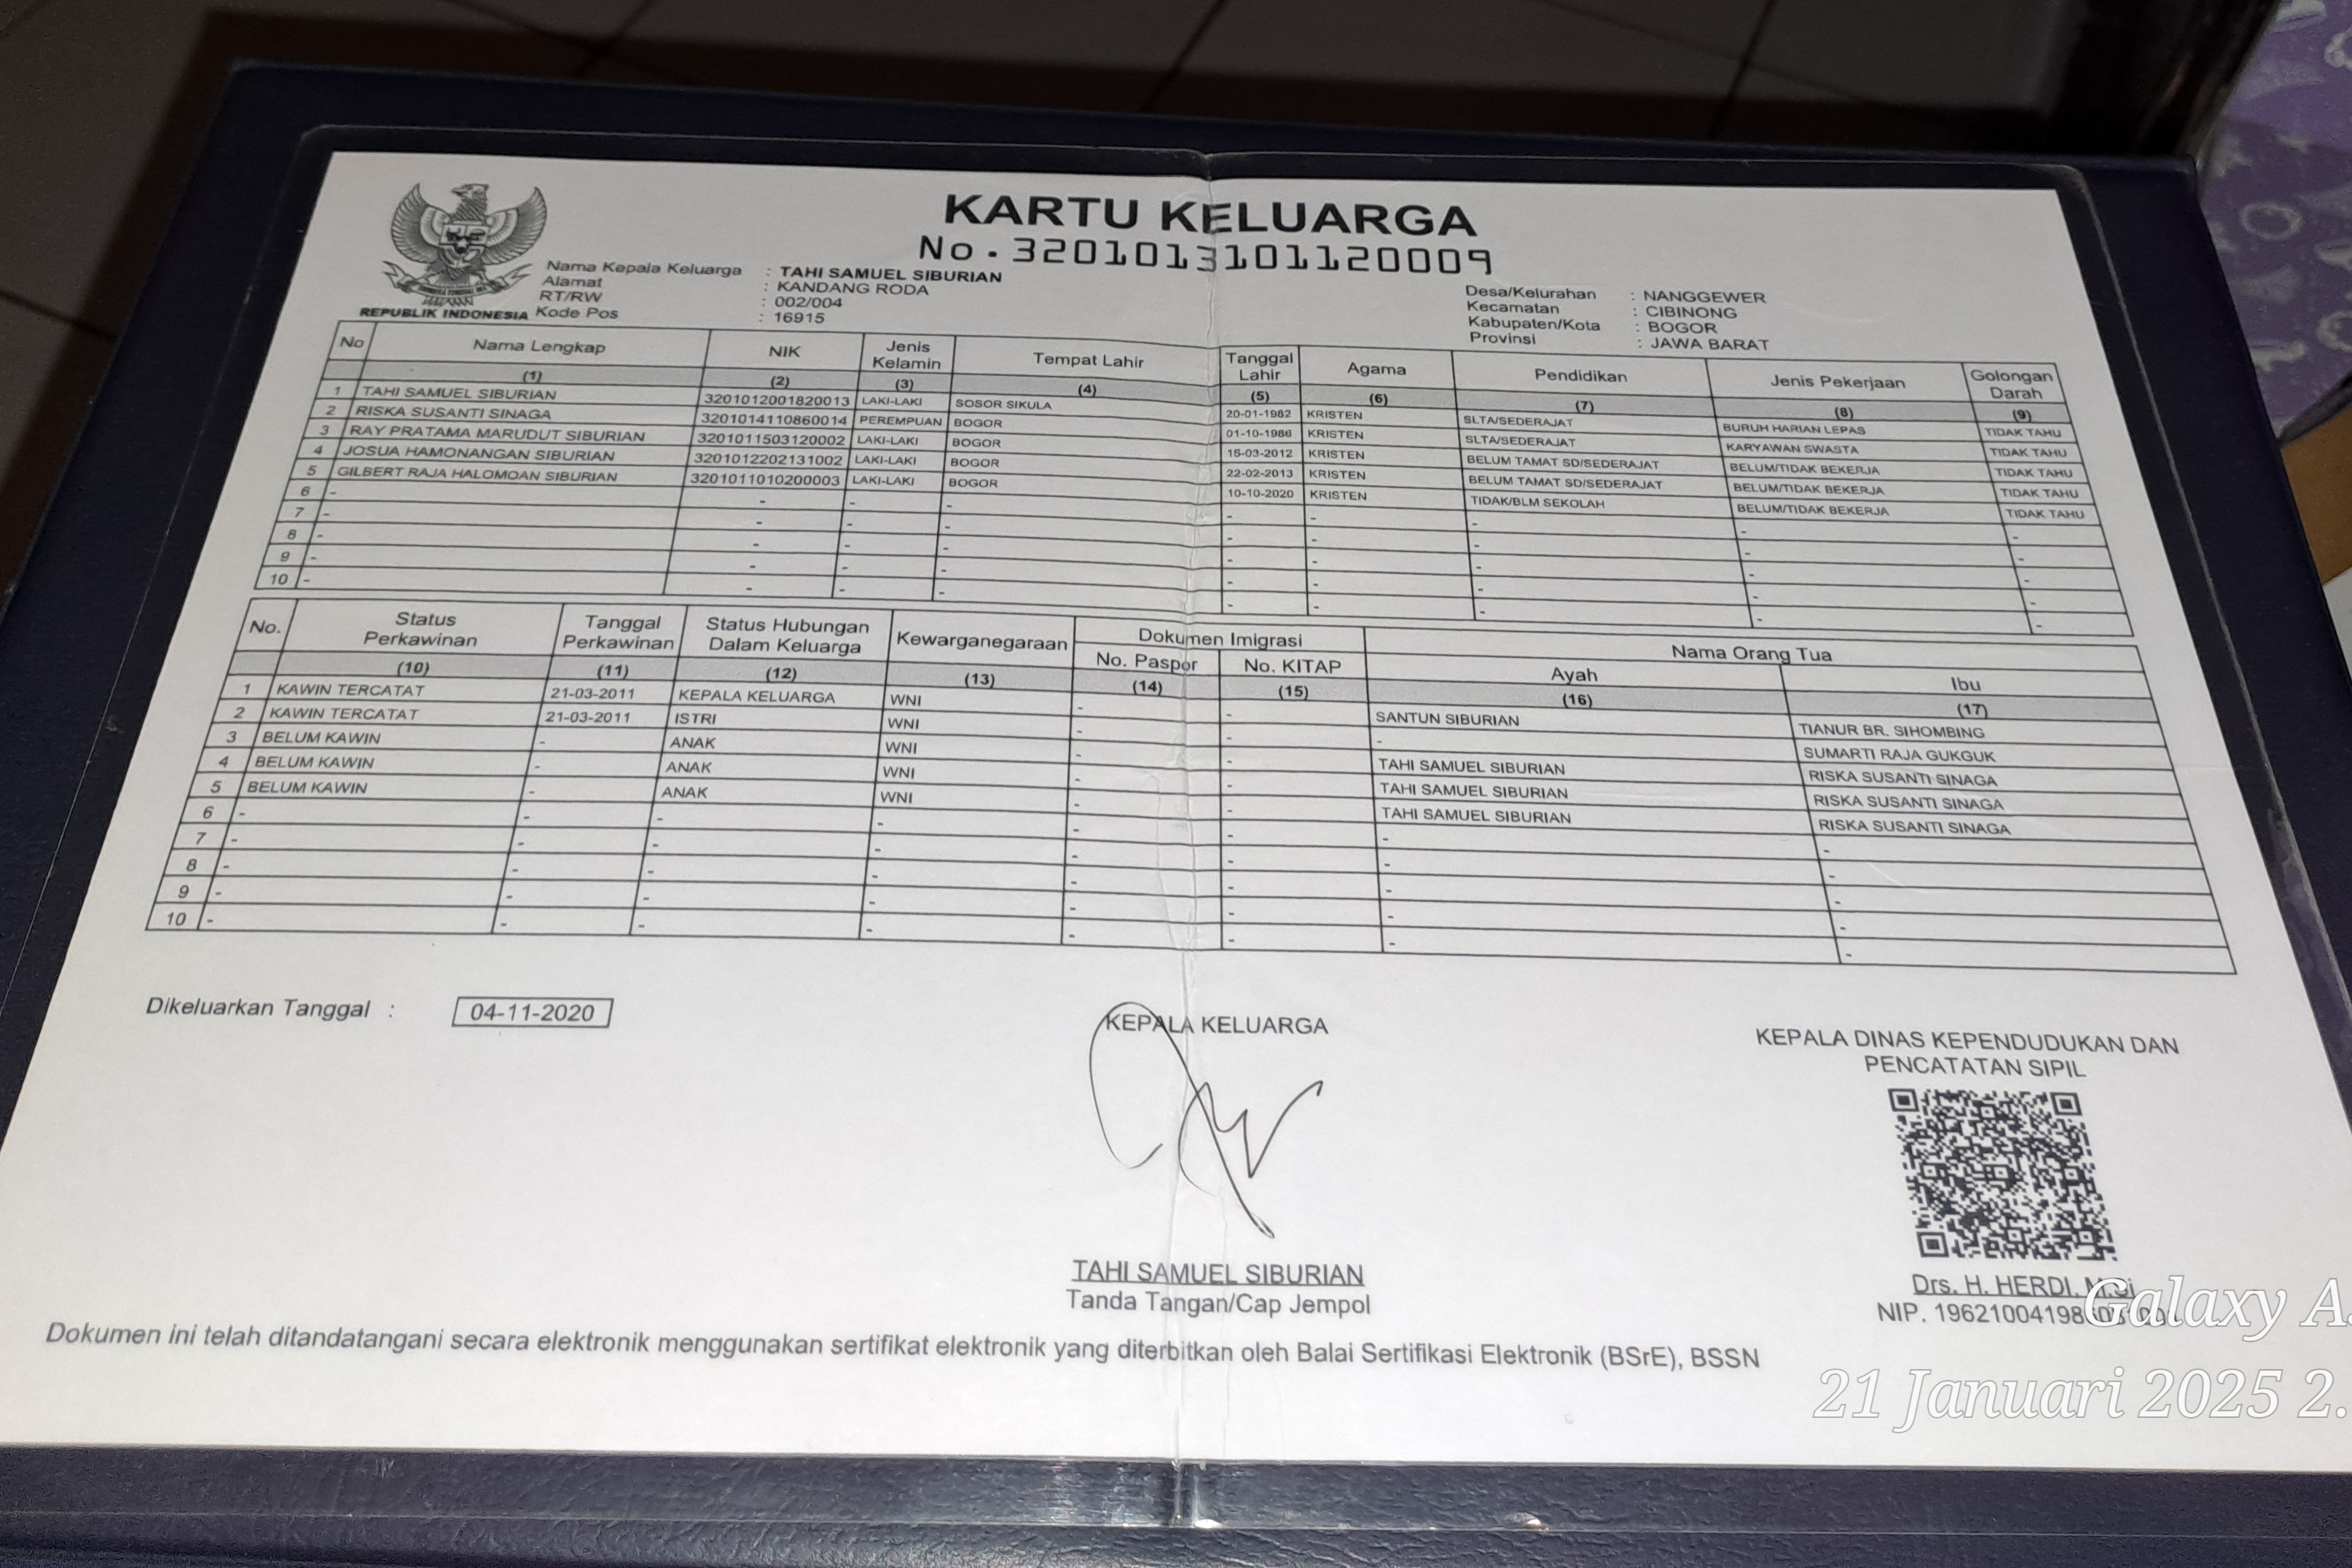 KARTU KELUARGA
No. 3201013101120009
Nama Kepala Keluarga : TAHI SAMUEL SIBURIAN
Alamat : KANDANG RODA
RT/RW : 002/004
Kode Pos : 16915
REPUBLIK INDONESIA
Desa/Kelurahan : NANGGEWER
Kecamatan : CIBINONG
Kabupaten/Kota : BOGOR
Provinsi : JAWA BARAT
No Nama Lengkap NIK Jenis Kelamin Tempat Lahir Tanggal Lahir Agama Pendidikan Jenis Pekerjaan Golongan Darah
(1) (2) (3) (4) (5) (6) (7) (8) (9)
1 TAHI SAMUEL SIBURIAN 3201012001820013 LAKI-LAKI SOSOR SIKULA 20-01-1982 KRISTEN SLTA/SEDERAJAT BURUH HARIAN LEPAS TIDAK TAHU
2 RISKA SUSANTI SINAGA 3201014110860014 PEREMPUAN BOGOR 01-10-1986 KRISTEN SLTA/SEDERAJAT KARYAWAN SWASTA TIDAK TAHU
3 RAY PRATAMA MARUDUT SIBURIAN 3201011503120002 LAKI-LAKI BOGOR 15-03-2012 KRISTEN BELUM TAMAT SD/SEDERAJAT BELUM/TIDAK BEKERJA TIDAK TAHU
4 JOSUA HAMONANGAN SIBURIAN 3201012202131002 LAKI-LAKI BOGOR 22-02-2013 KRISTEN BELUM TAMAT SD/SEDERAJAT BELUM/TIDAK BEKERJA TIDAK TAHU
5 GILBERT RAJA HALOMOAN SIBURIAN 3201011010200003 LAKI-LAKI BOGOR 10-10-2020 KRISTEN TIDAK/BLM SEKOLAH BELUM/TIDAK BEKERJA TIDAK TAHU
6 - - - - - - - - -
7 - - - - - - - - -
8 - - - - - - - - -
9 - - - - - - - - -
10 - - - - - - - - -
No. Status Perkawinan Tanggal Perkawinan Status Hubungan Dalam Keluarga Kewarganegaraan Dokumen Imigrasi Nama Orang Tua
No. Paspor No. KITAP Ayah Ibu
(10) (11) (12) (13) (14) (15) (16) (17)
1 KAWIN TERCATAT 21-03-2011 KEPALA KELUARGA WNI - - SANTUN SIBURIAN TIANUR BR. SIHOMBING
2 KAWIN TERCATAT 21-03-2011 ISTRI WNI - - - SUMARTI RAJA GUKGUK
3 BELUM KAWIN - ANAK WNI - - TAHI SAMUEL SIBURIAN RISKA SUSANTI SINAGA
4 BELUM KAWIN - ANAK WNI - - TAHI SAMUEL SIBURIAN RISKA SUSANTI SINAGA
5 BELUM KAWIN - ANAK WNI - - TAHI SAMUEL SIBURIAN RISKA SUSANTI SINAGA
6 - - - - - - - -
7 - - - - - - - -
8 - - - - - - - -
9 - - - - - - - -
10 - - - - - - - -
Dikeluarkan Tanggal : 04-11-2020
KEPALA KELUARGA
TAHI SAMUEL SIBURIAN
Tanda Tangan/Cap Jempol
KEPALA DINAS KEPENDUDUKAN DAN
PENCATATAN SIPIL
Drs. H. HERDI, M.Si
NIP.
Dokumen ini telah ditandatangani secara elektronik menggunakan sertifikat elektronik yang diterbitkan oleh Balai Sertifikasi Elektronik (BSrE), BSSN
Galaxy A
21 Januari 2025 2.